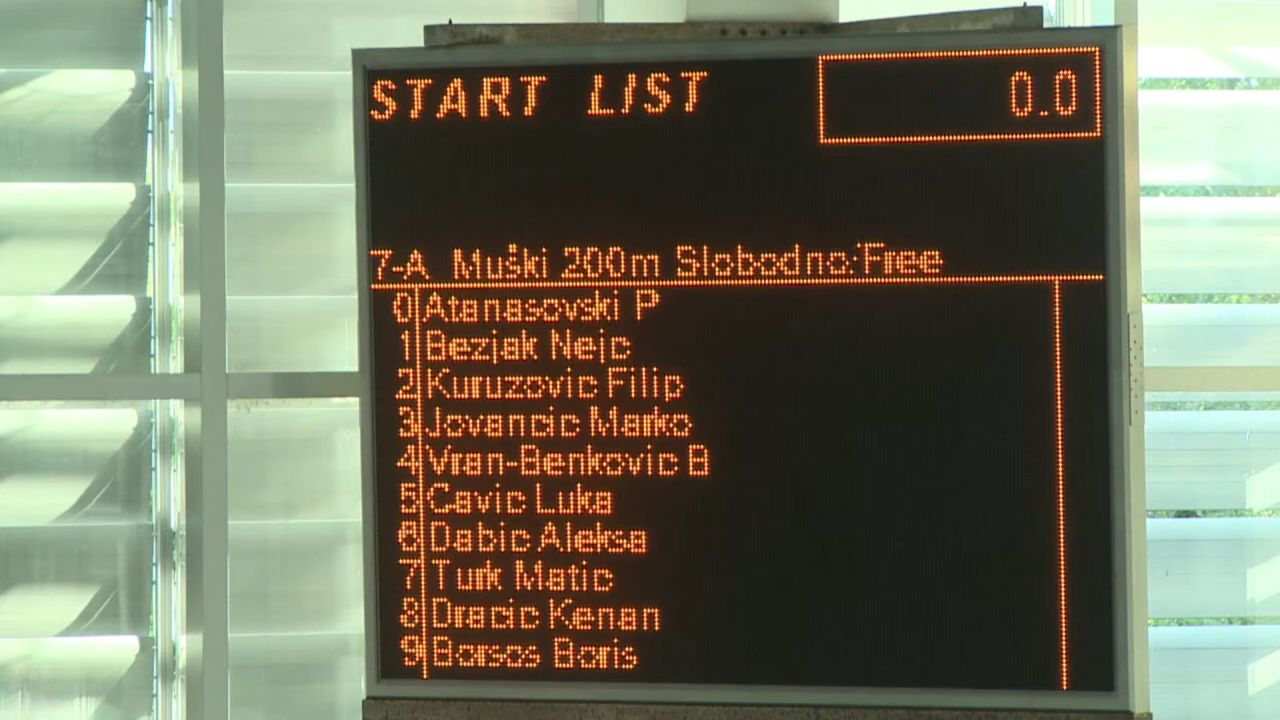 START LIST 0.0
7-A Muški 200m Slobodno:Free
0 Atanasovski P
1 Bezjak Nejc
2 Kuruzovic Filip
3 Jovancic Marko
4 Viran-Benkovic B
5 Cavic Luka
6 Dabic Aleksa
7 Turk Matic
8 Dracic Kenan
9 Borsos Boris